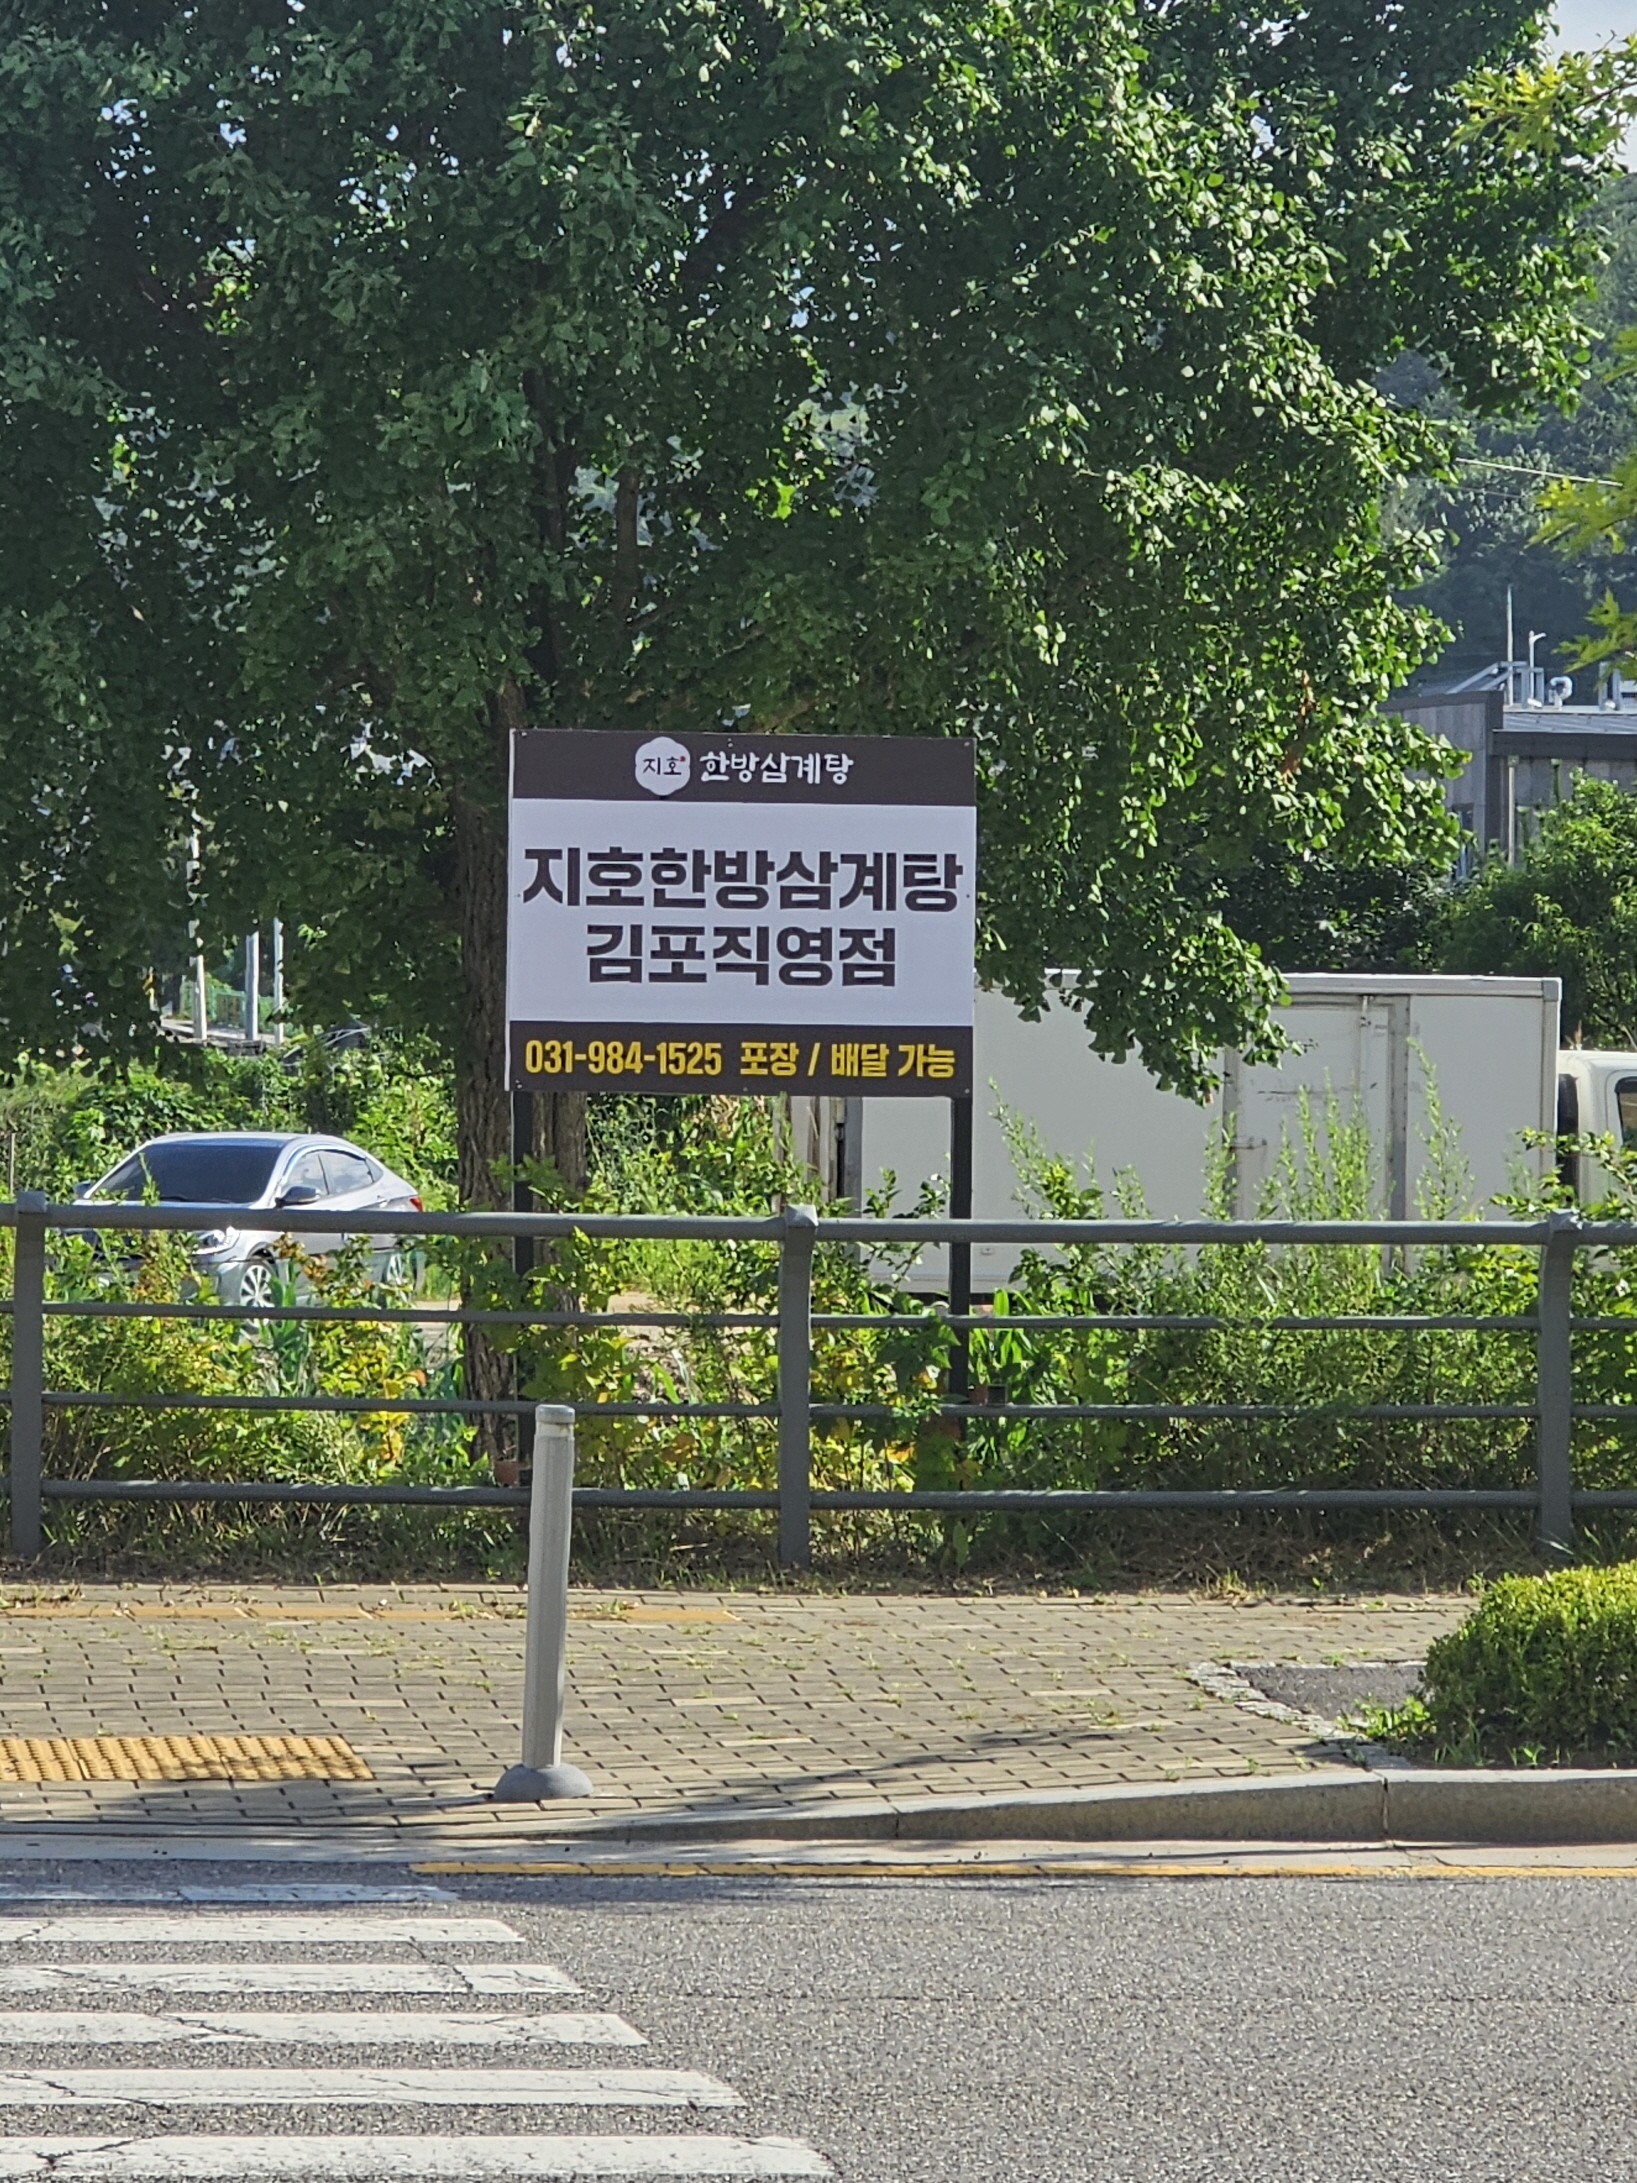 지호 한방삼계탕
지호한방삼계탕
김포직영점
031-984-1525 포장 / 배달 가능